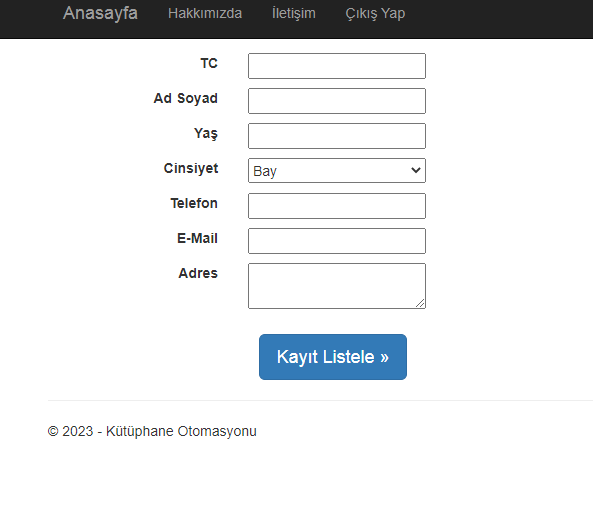 Anasayfa Hakkımızda İletişim Çıkış Yap
TC
Ad Soyad
Yaş
Cinsiyet Bay
Telefon
E-Mail
Adres
Kayıt Listele »
© 2023 - Kütüphane Otomasyonu